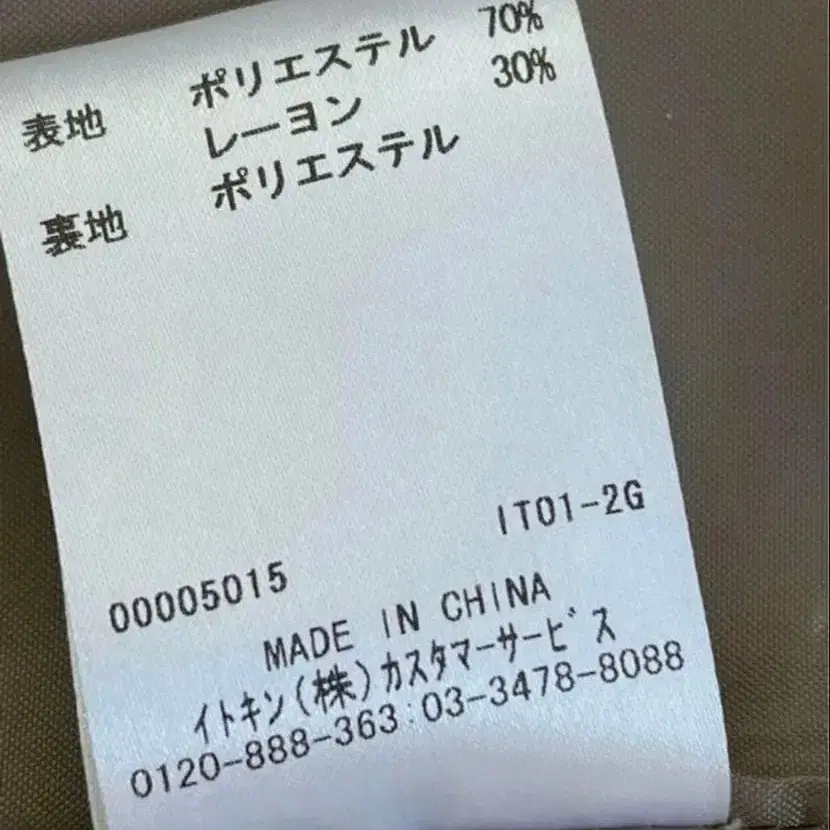 表地 ポリエステル 70%
レーヨン 30%
裏地 ポリエステル
IT01-2G
00005015
MADE IN CHINA
イトキン(株)カスタマーサービス
0120-888-363:03-3478-8088